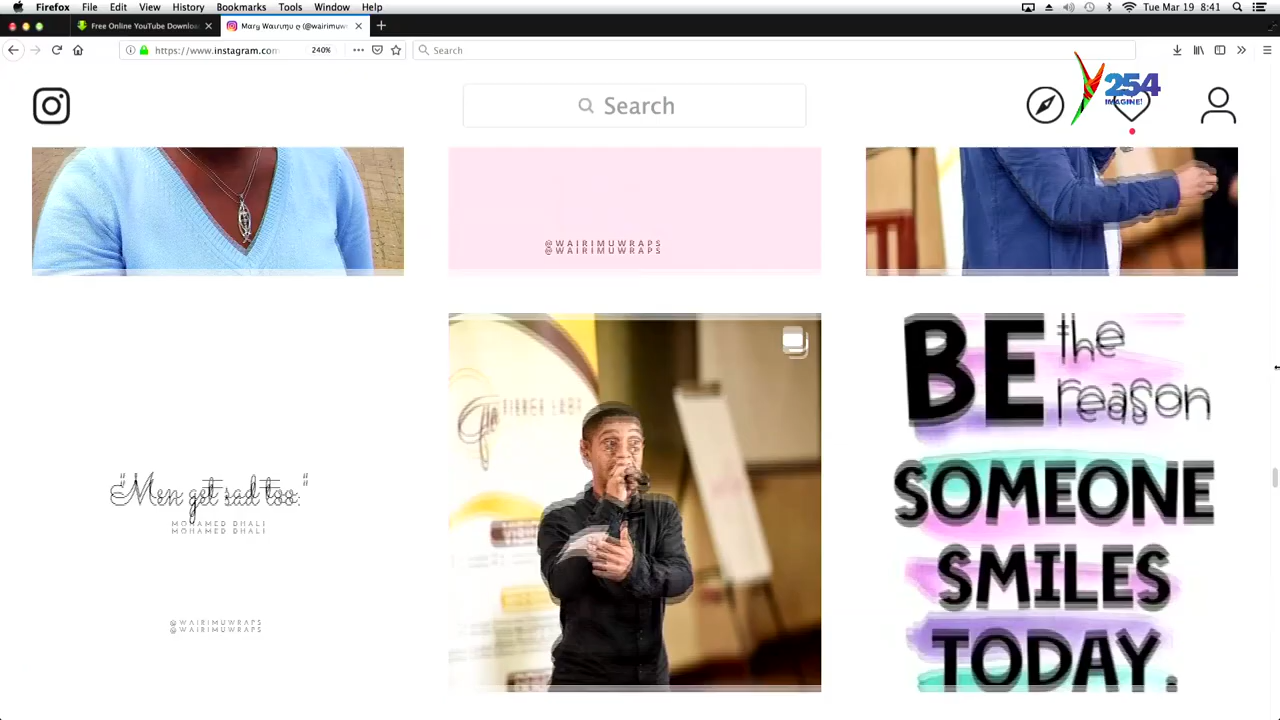 Firefox File Edit View History Bookmarks Tools Window Help Tue Mar 19 8:41
Free Online YouTube Downloa
Mary Wairimu
(@wairimuw
https://www.instagram.com
240%
Search
Search
254
IMAGINE!
@WAIRIMUWRAPS
BE the
reason
SOMEONE
SMILES
TODAY.
"Men get sad too."
MOHAMED DHALI
@WAIRIMUWRAPS